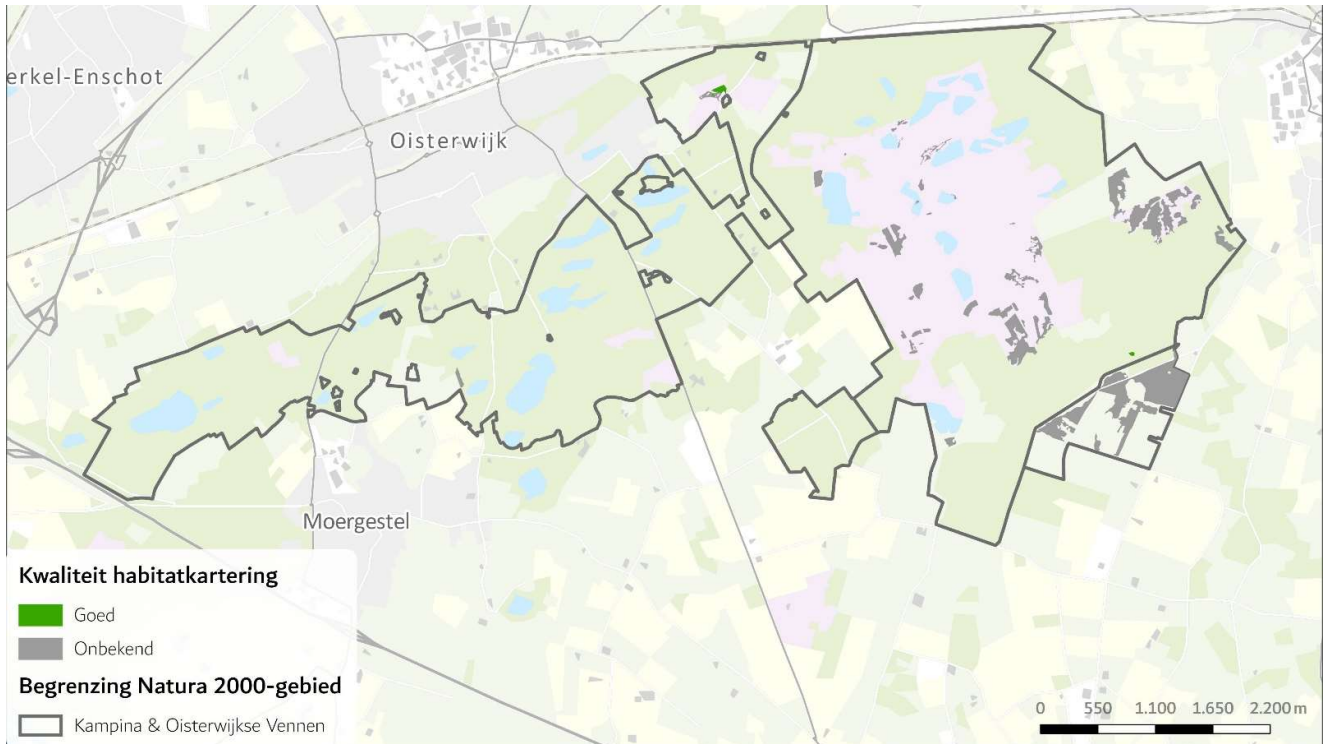 erkel-Enschot
Oisterwijk
Moergestel
Kwaliteit habitatkartering
Goed
Onbekend
Begrenzing Natura 2000-gebied
Kampina & Oisterwijkse Vennen
0 550 1.100 1.650 2.200 m